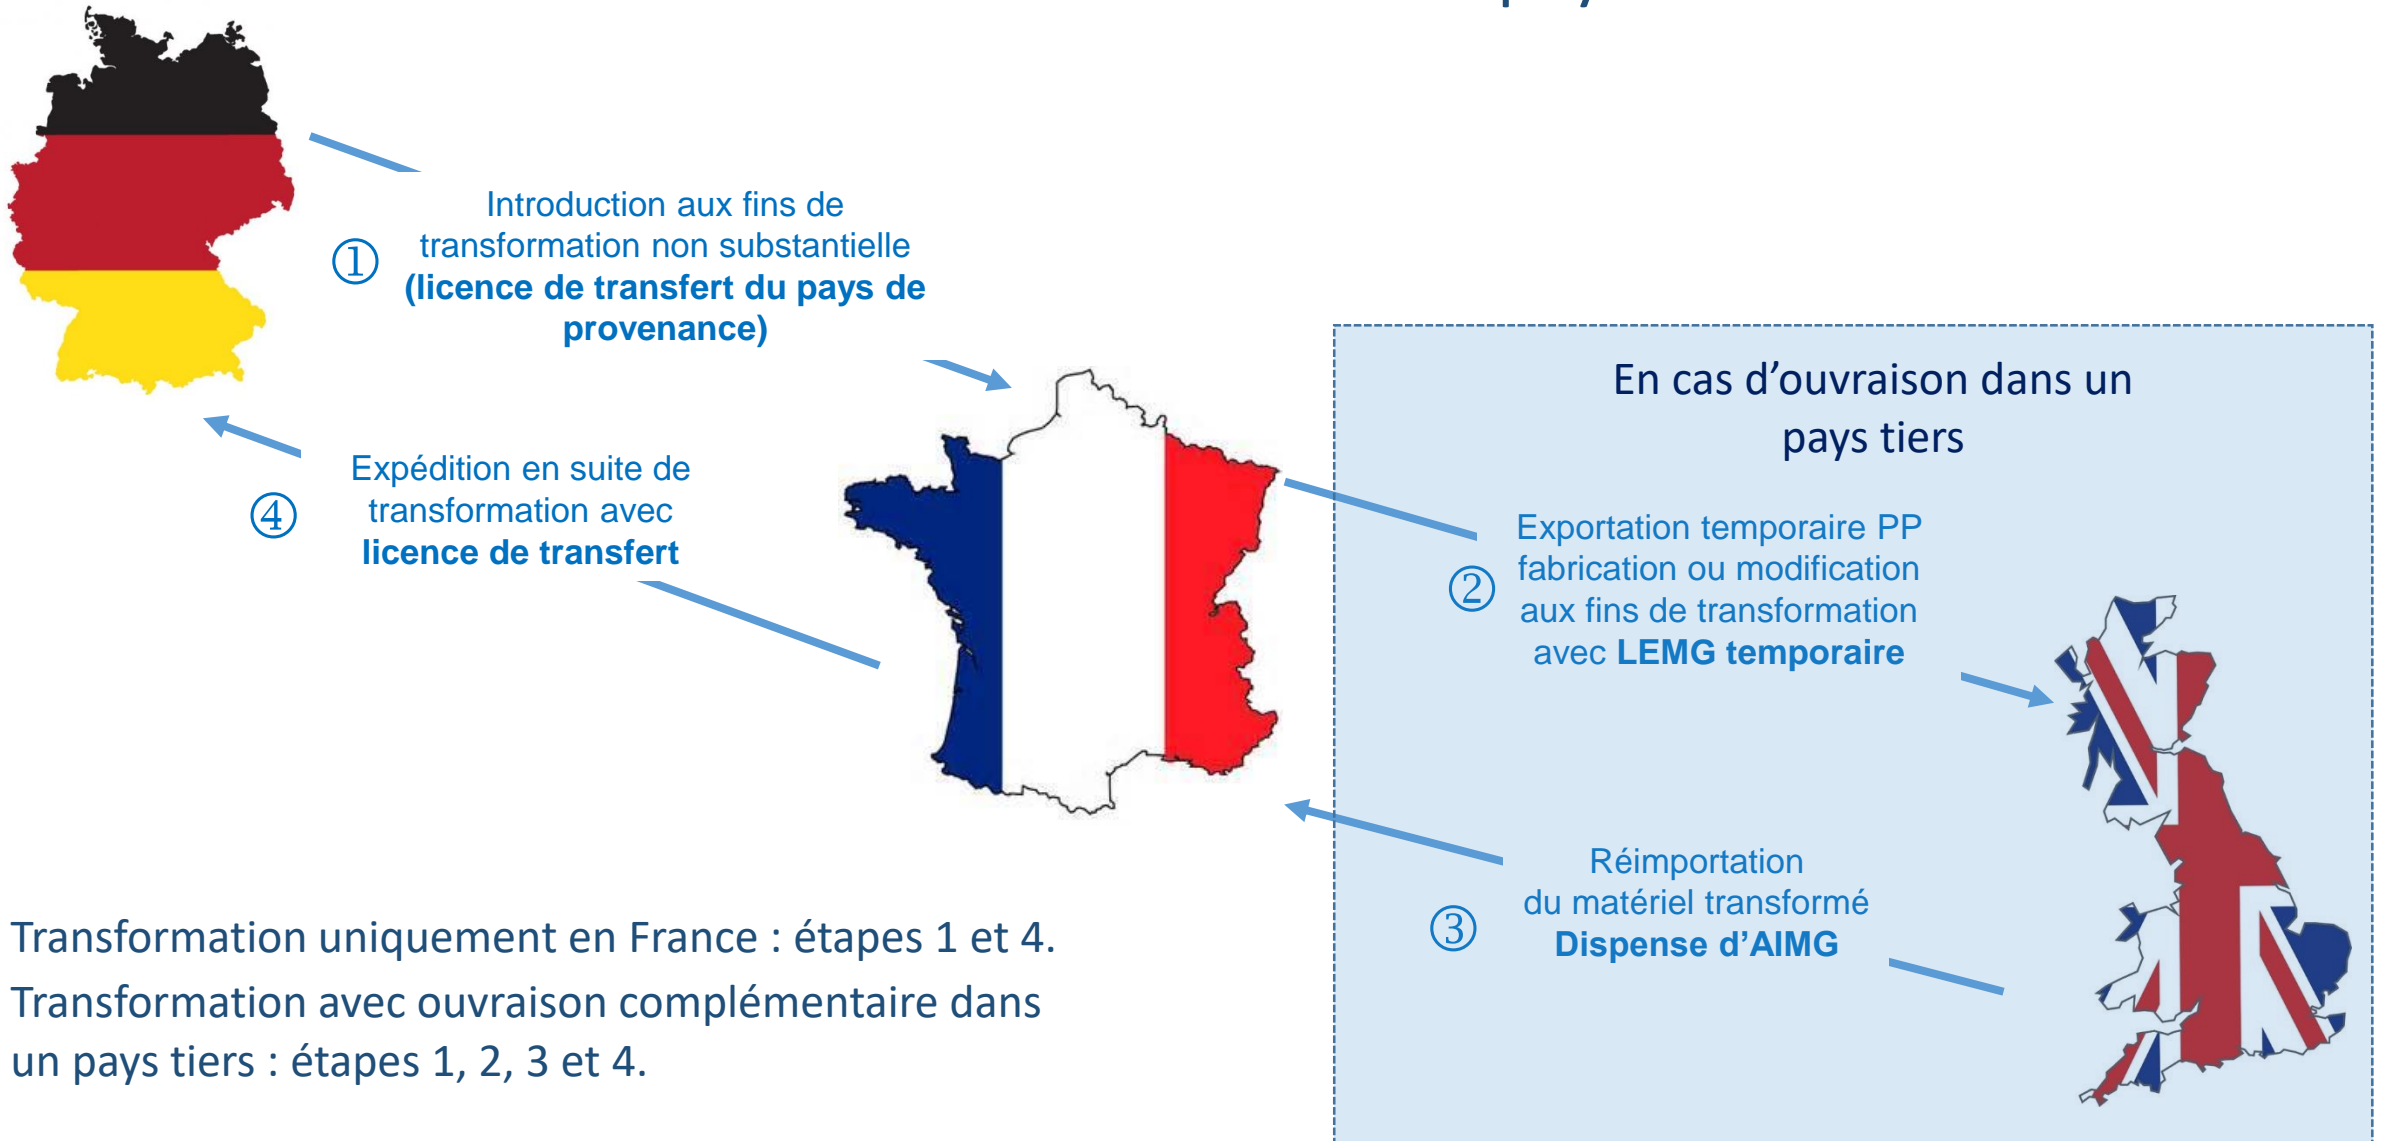 ①
Introduction aux fins de
transformation non substantielle
(licence de transfert du pays de
provenance)
En cas d’ouvraison dans un
pays tiers
④
Expédition en suite de
transformation avec
licence de transfert
②
Exportation temporaire PP
fabrication ou modification
aux fins de transformation
avec LEMG temporaire
③
Réimportation
du matériel transformé
Dispense d’AIMG
Transformation uniquement en France : étapes 1 et 4.
Transformation avec ouvraison complémentaire dans
un pays tiers : étapes 1, 2, 3 et 4.